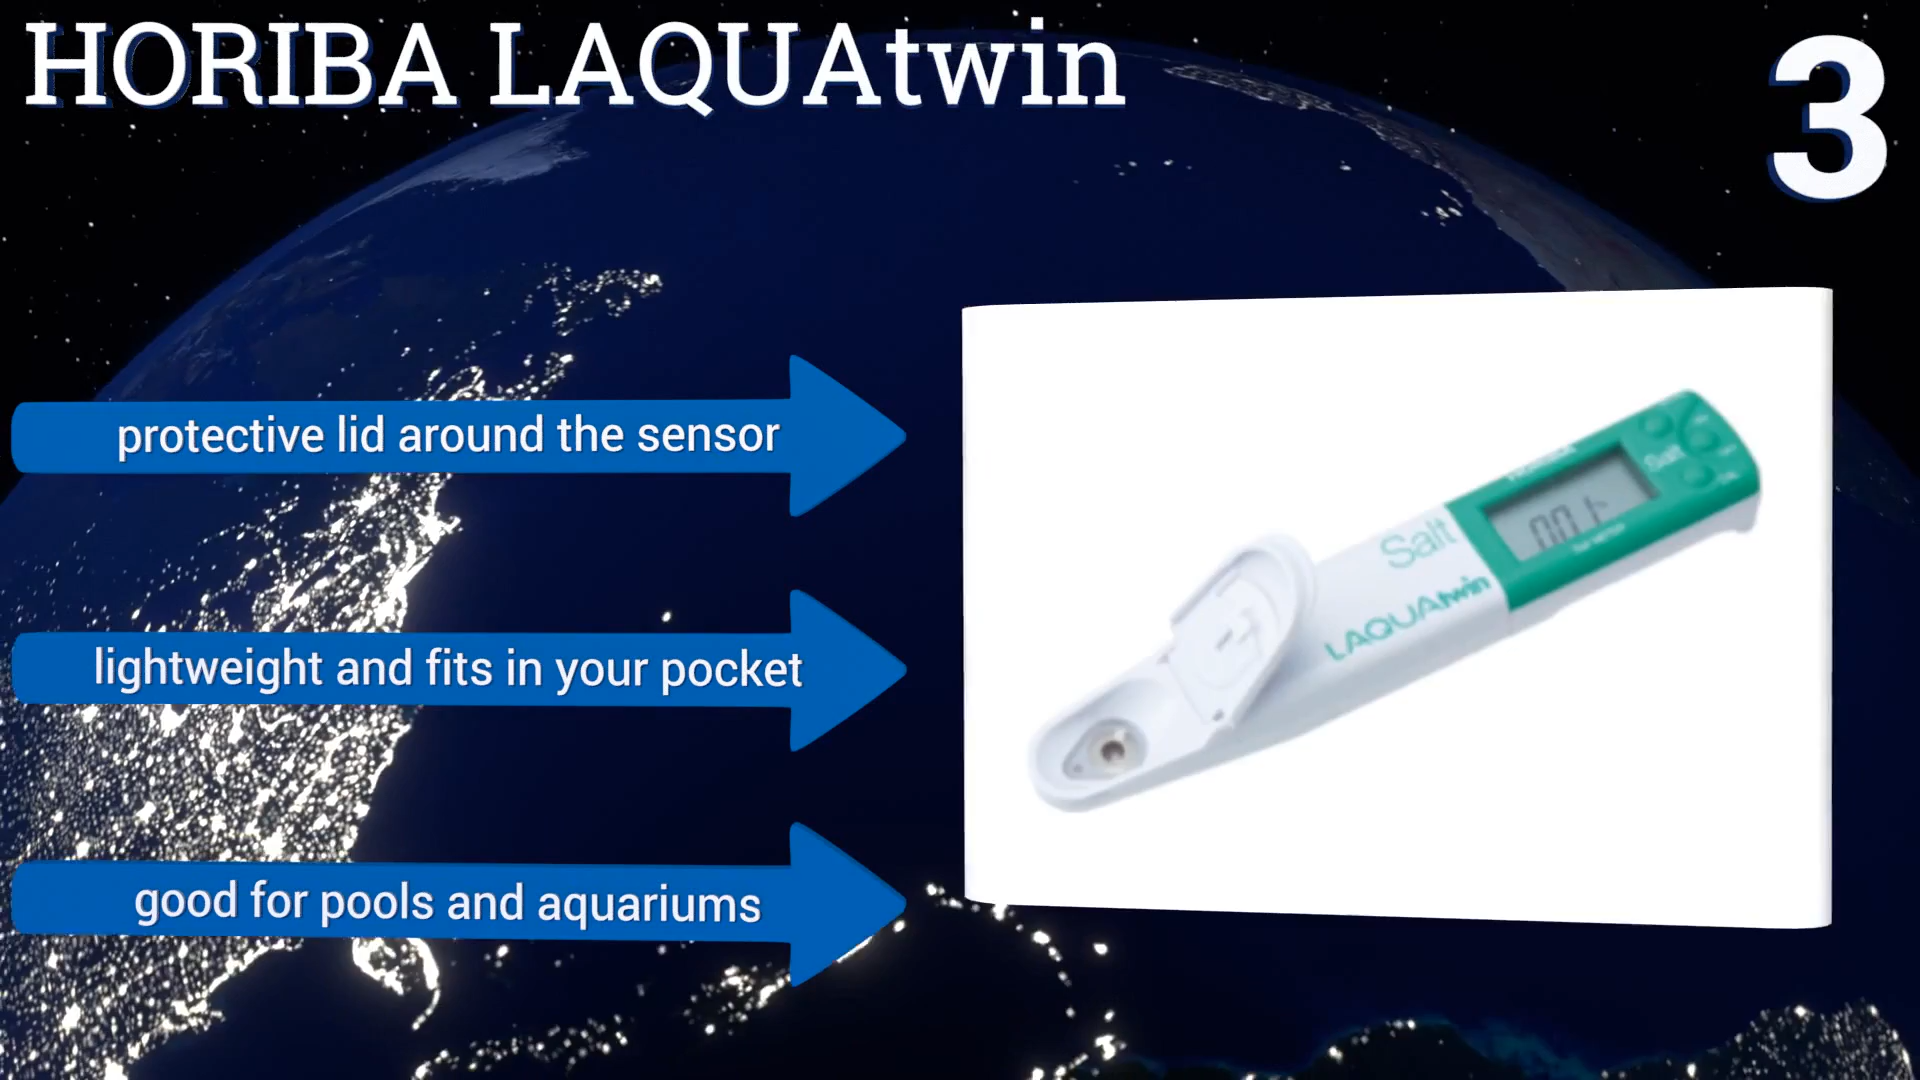 HORIBA LAQUAtwin
3
protective lid around the sensor
lightweight and fits in your pocket
good for pools and aquariums
Salt
LAQUAtwin
Salt